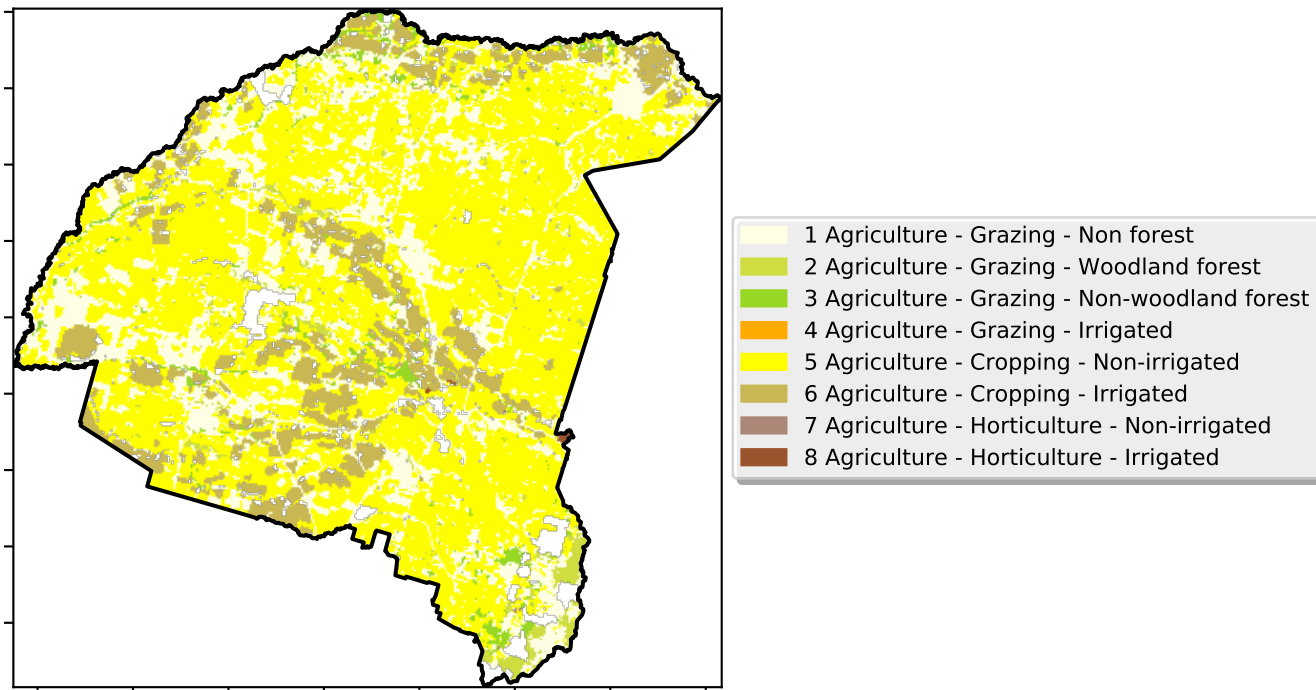 1 Agriculture - Grazing - Non forest
2 Agriculture - Grazing - Woodland forest
3 Agriculture - Grazing - Non-woodland forest
4 Agriculture - Grazing - Irrigated
5 Agriculture - Cropping - Non-irrigated
6 Agriculture - Cropping - Irrigated
7 Agriculture - Horticulture - Non-irrigated
8 Agriculture - Horticulture - Irrigated